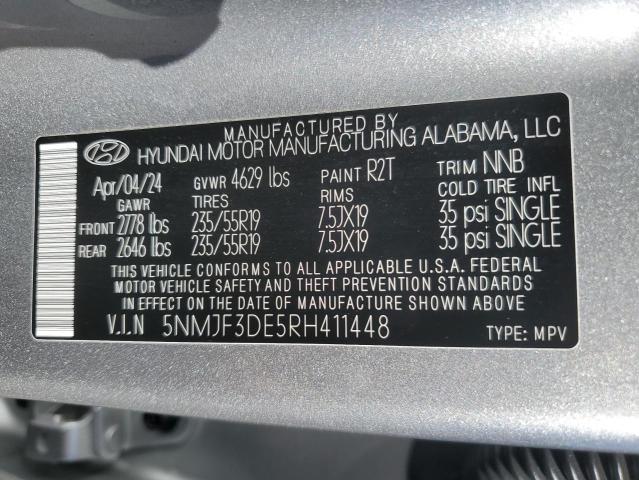 MANUFACTURED BY
HYUNDAI MOTOR MANUFACTURING ALABAMA, LLC
Apr/04/24 GVWR 4629 lbs PAINT R2T TRIM NNB
GAWR TIRES RIMS COLD TIRE INFL
FRONT 2778 lbs 235/55R19 7.5JX19 35 psi SINGLE
REAR 2646 lbs 235/55R19 7.5JX19 35 psi SINGLE
THIS VEHICLE CONFORMS TO ALL APPLICABLE U.S.A. FEDERAL
MOTOR VEHICLE SAFETY AND THEFT PREVENTION STANDARDS
IN EFFECT ON THE DATE OF MANUFACTURE SHOWN ABOVE
V.I.N 5NMJF3DE5RH411448 TYPE: MPV